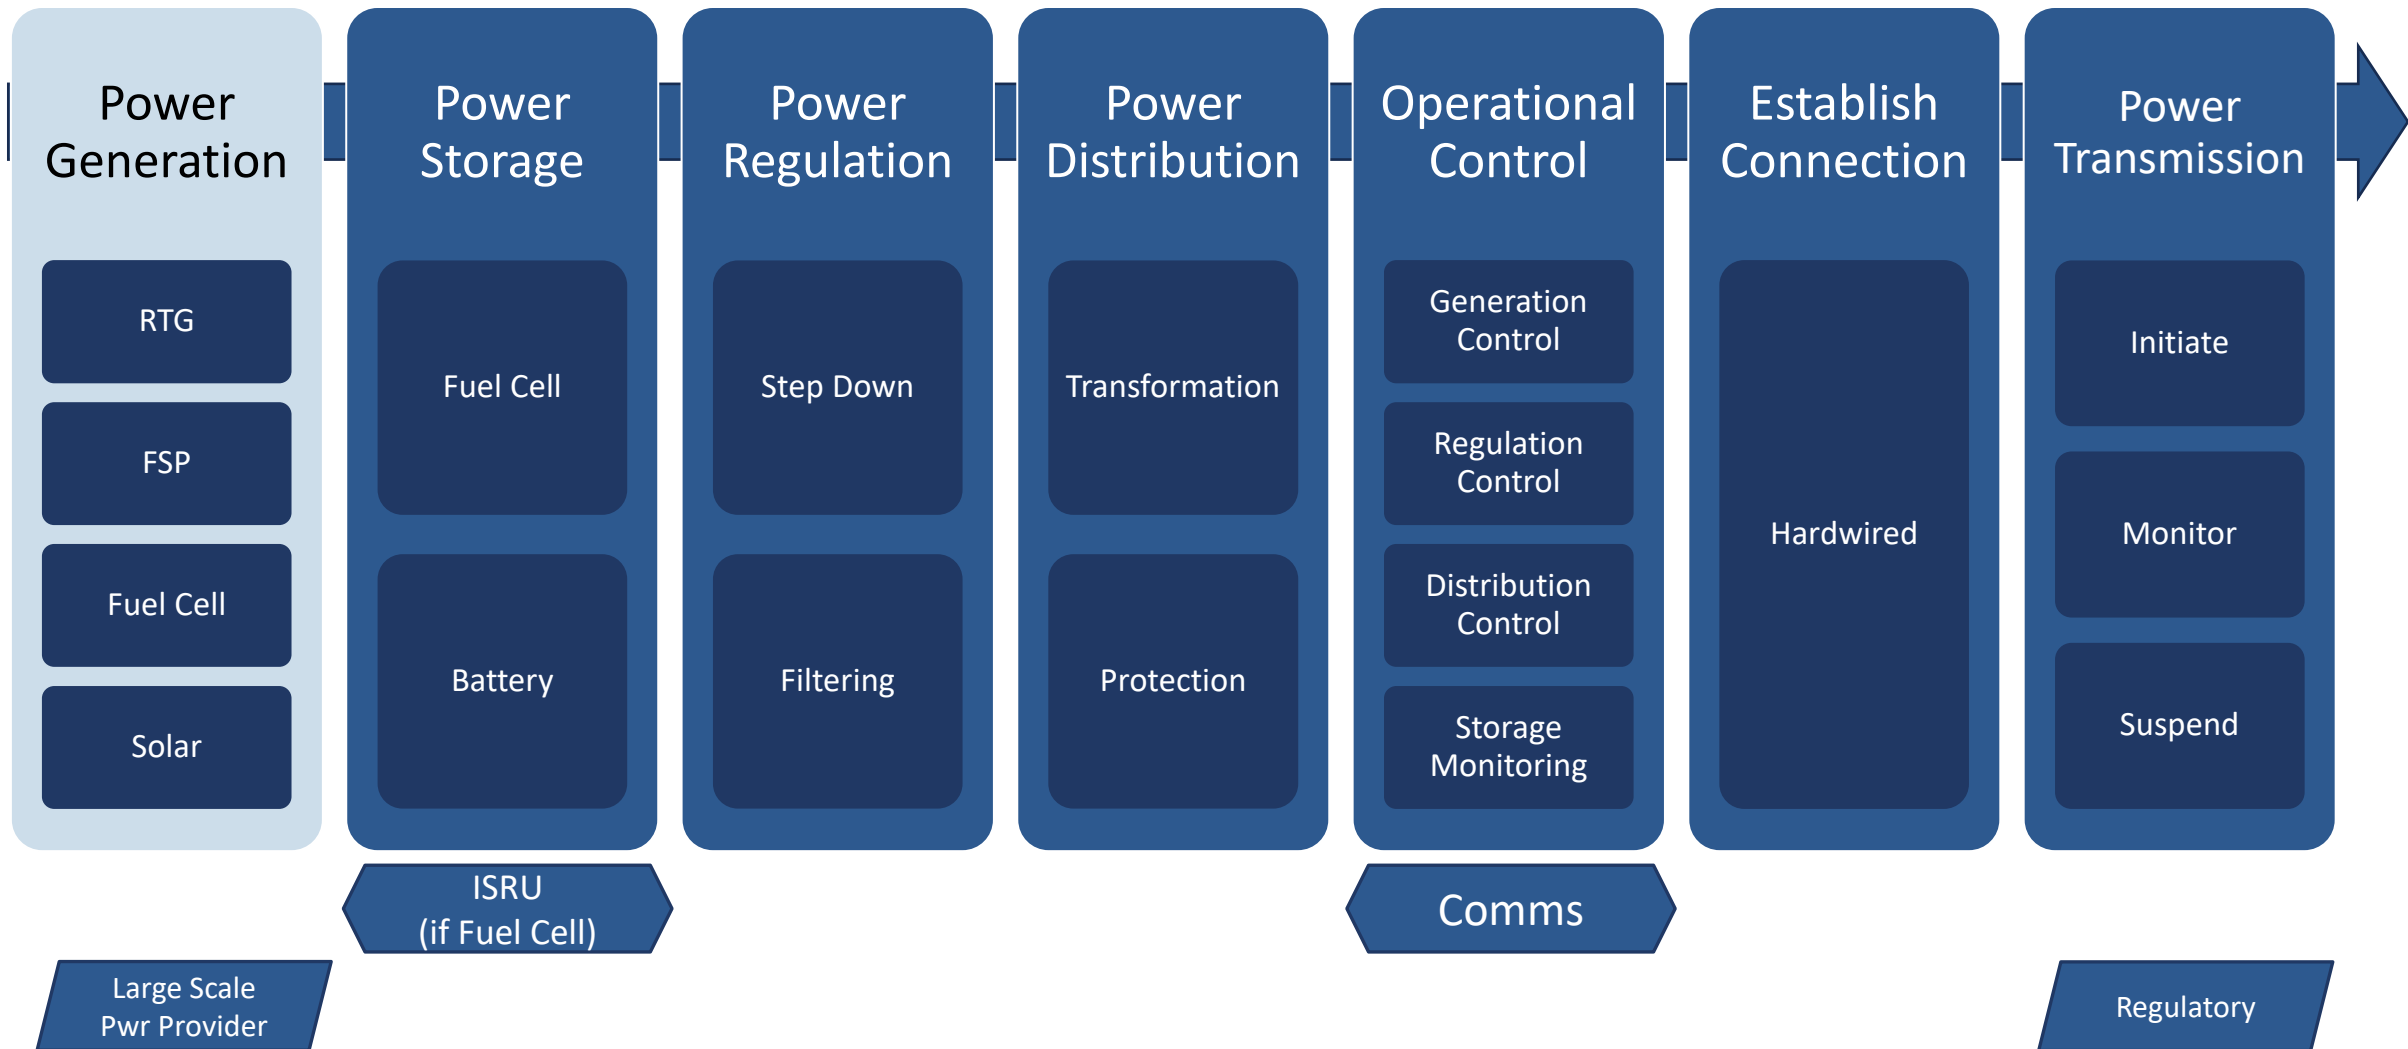 Power
Generation
RTG
FSP
Fuel Cell
Solar
Power
Storage
Fuel Cell
Battery
Power
Regulation
Step Down
Filtering
Power
Distribution
Transformation
Protection
Operational
Control
Generation
Control
Regulation
Control
Distribution
Control
Storage
Monitoring
Establish
Connection
Hardwired
Power
Transmission
Initiate
Monitor
Suspend
ISRU
(if Fuel Cell)
Comms
Large Scale
Pwr Provider
Regulatory